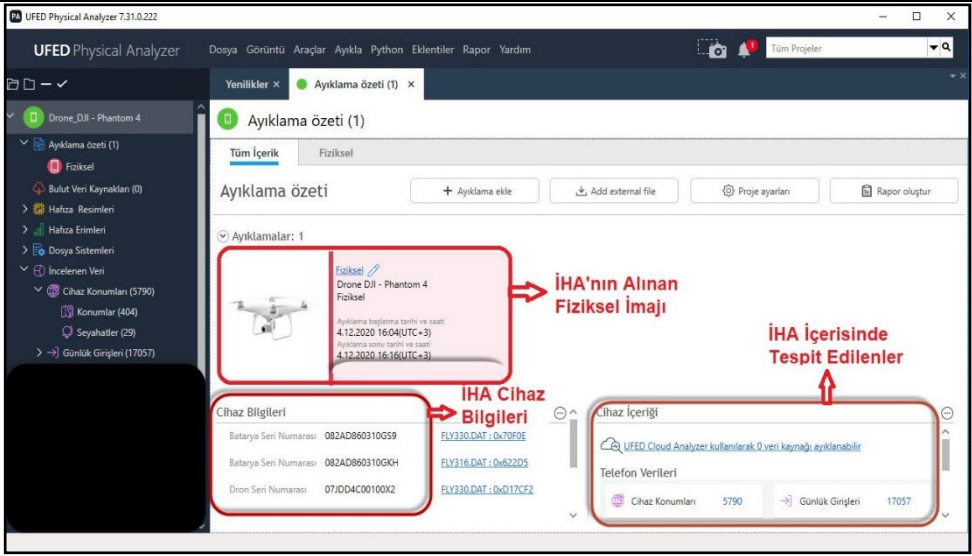 UFED Physical Analyzer 7.31.0.222
UFED Physical Analyzer
Dosya Görüntü Araçlar Ayıkla Python Eklentiler Rapor Yardım
1
Tüm Projeler
Yenilikler ×
Ayıklama özeti (1) ×
Drone_DJI - Phantom 4
Ayıklama özeti (1)
Fiziksel
Bulut Veri Kaynakları (0)
Hafıza Resimleri
Hafıza Erimleri
Dosya Sistemleri
İncelenen Veri
Cihaz Konumları (5790)
Konumlar (404)
Seyahatler (29)
Günlük Girişleri (17057)
Ayıklama özeti (1)
Tüm İçerik
Fiziksel
Ayıklama özeti
+ Ayıklama ekle
Add external file
Proje ayarları
Rapor oluştur
Ayıklamalar: 1
Fiziksel
Drone DJI - Phantom 4
Fiziksel
Ayıklama başlatma tarihi ve saati
4.12.2020 16:04(UTC+3)
Ayıklama sonu tarihi ve saati
4.12.2020 16:16(UTC+3)
İHA'nın Alınan
Fiziksel İmajı
İHA İçerisinde
Tespit Edilenler
İHA Cihaz
Bilgileri
Cihaz Bilgileri
Batarya Seri Numarası 082AD860310GS9 FLY330.DAT : 0x70F0E
Batarya Seri Numarası 082AD860310GKH FLY316.DAT : 0x622D5
Dron Seri Numarası 07JDD4C00100X2 FLY330.DAT : 0xD17CF2
Cihaz İçeriği
UFED Cloud Analyzer kullanılarak 0 veri kaynağı ayıklanabilir
Telefon Verileri
Cihaz Konumları 5790
Günlük Girişleri 17057